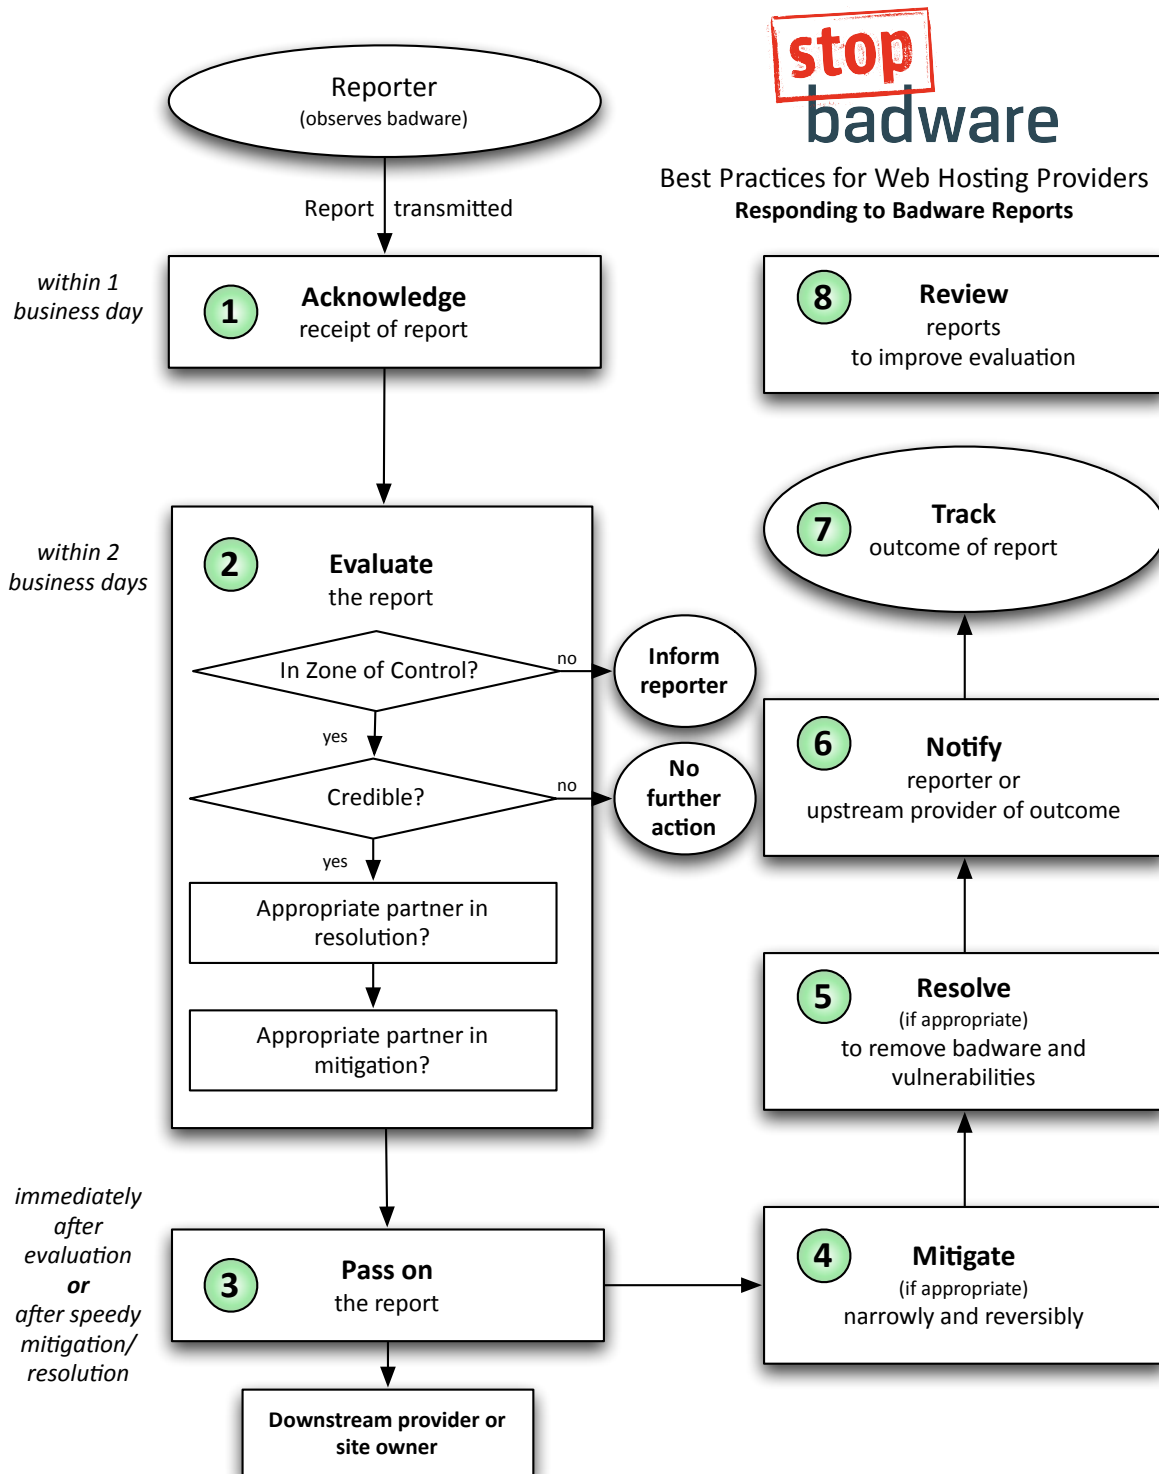 stop
badware
Best Practices for Web Hosting Providers
Responding to Badware Reports
Reporter
(observes badware)
Report transmitted
within 1
business day
1
Acknowledge
receipt of report
within 2
business days
2
Evaluate
the report
In Zone of Control?
no
Inform
reporter
yes
Credible?
no
No
further
action
yes
Appropriate partner in
resolution?
Appropriate partner in
mitigation?
immediately
after
evaluation
or
after speedy
mitigation/
resolution
3
Pass on
the report
Downstream provider or
site owner
4
Mitigate
(if appropriate)
narrowly and reversibly
5
Resolve
(if appropriate)
to remove badware and
vulnerabilities
6
Notify
reporter or
upstream provider of outcome
7
Track
outcome of report
8
Review
reports
to improve evaluation